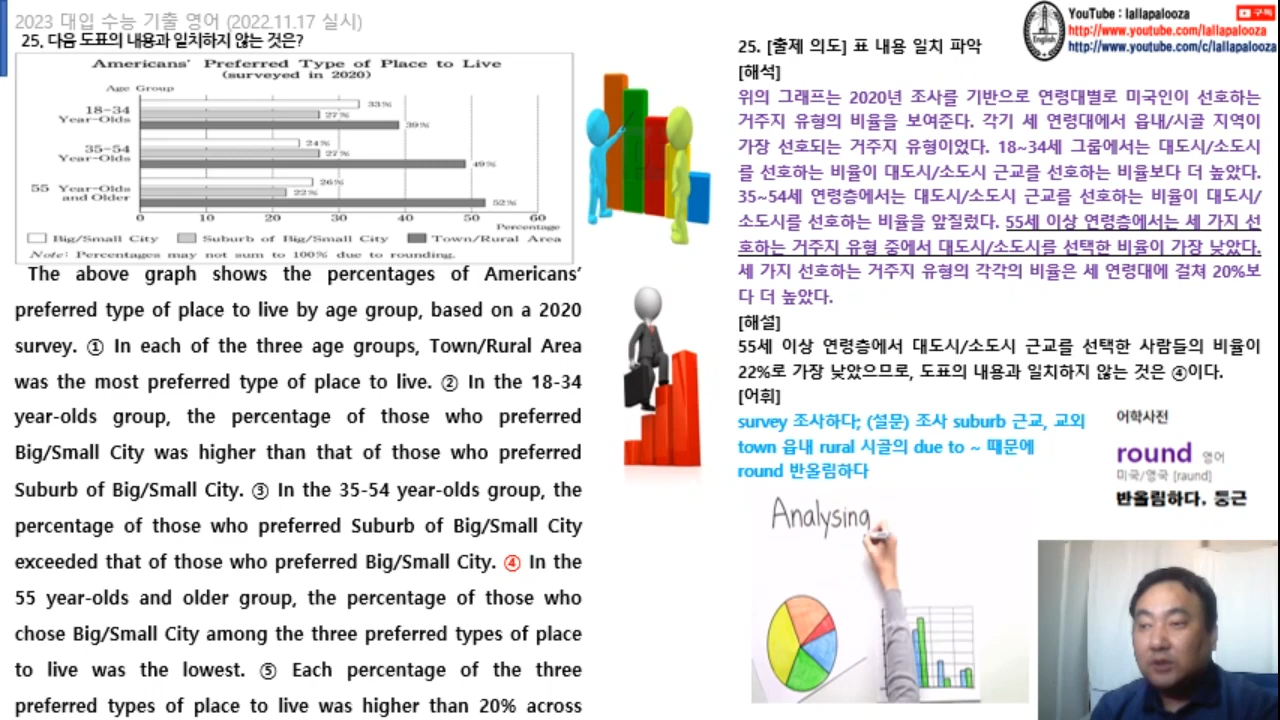 2023 대입 수능 기출 영어 (2022.11.17 실시)
25. 다음 도표의 내용과 일치하지 않는 것은?
Americans' Preferred Type of Place to Live
(surveyed in 2020)
Age Group
18-34
Year-Olds
33%
27%
39%
35-54
Year-Olds
24%
27%
49%
55 Year-Olds
and Older
26%
22%
52%
0 10 20 30 40 50 60
Percentage
Big/Small City Suburb of Big/Small City Town/Rural Area
Note: Percentages may not sum to 100% due to rounding.
The above graph shows the percentages of Americans'
preferred type of place to live by age group, based on a 2020
survey. ① In each of the three age groups, Town/Rural Area
was the most preferred type of place to live. ② In the 18-34
year-olds group, the percentage of those who preferred
Big/Small City was higher than that of those who preferred
Suburb of Big/Small City. ③ In the 35-54 year-olds group, the
percentage of those who preferred Suburb of Big/Small City
exceeded that of those who preferred Big/Small City. ④ In the
55 year-olds and older group, the percentage of those who
chose Big/Small City among the three preferred types of place
to live was the lowest. ⑤ Each percentage of the three
preferred types of place to live was higher than 20% across
English
YouTube : lallapalooza
구독
http://www.youtube.com/lallapalooza
http://www.youtube.com/c/lallapalooza
25. [출제 의도] 표 내용 일치 파악
[해석]
위의 그래프는 2020년 조사를 기반으로 연령대별로 미국인이 선호하는
거주지 유형의 비율을 보여준다. 각기 세 연령대에서 읍내/시골 지역이
가장 선호되는 거주지 유형이었다. 18~34세 그룹에서는 대도시/소도시
를 선호하는 비율이 대도시/소도시 근교를 선호하는 비율보다 더 높았다.
35~54세 연령층에서는 대도시/소도시 근교를 선호하는 비율이 대도시/
소도시를 선호하는 비율을 앞질렀다. 55세 이상 연령층에서는 세 가지 선
호하는 거주지 유형 중에서 대도시/소도시를 선택한 비율이 가장 낮았다.
세 가지 선호하는 거주지 유형의 각각의 비율은 세 연령대에 걸쳐 20%보
다 더 높았다.
[해설]
55세 이상 연령층에서 대도시/소도시 근교를 선택한 사람들의 비율이
22%로 가장 낮았으므로, 도표의 내용과 일치하지 않는 것은 ④이다.
[어휘]
survey 조사하다; (설문) 조사 suburb 근교, 교외
town 읍내 rural 시골의 due to ~ 때문에
round 반올림하다
어학사전
round 영어
미국/영국 [raund]
반올림하다. 둥근
Analysing